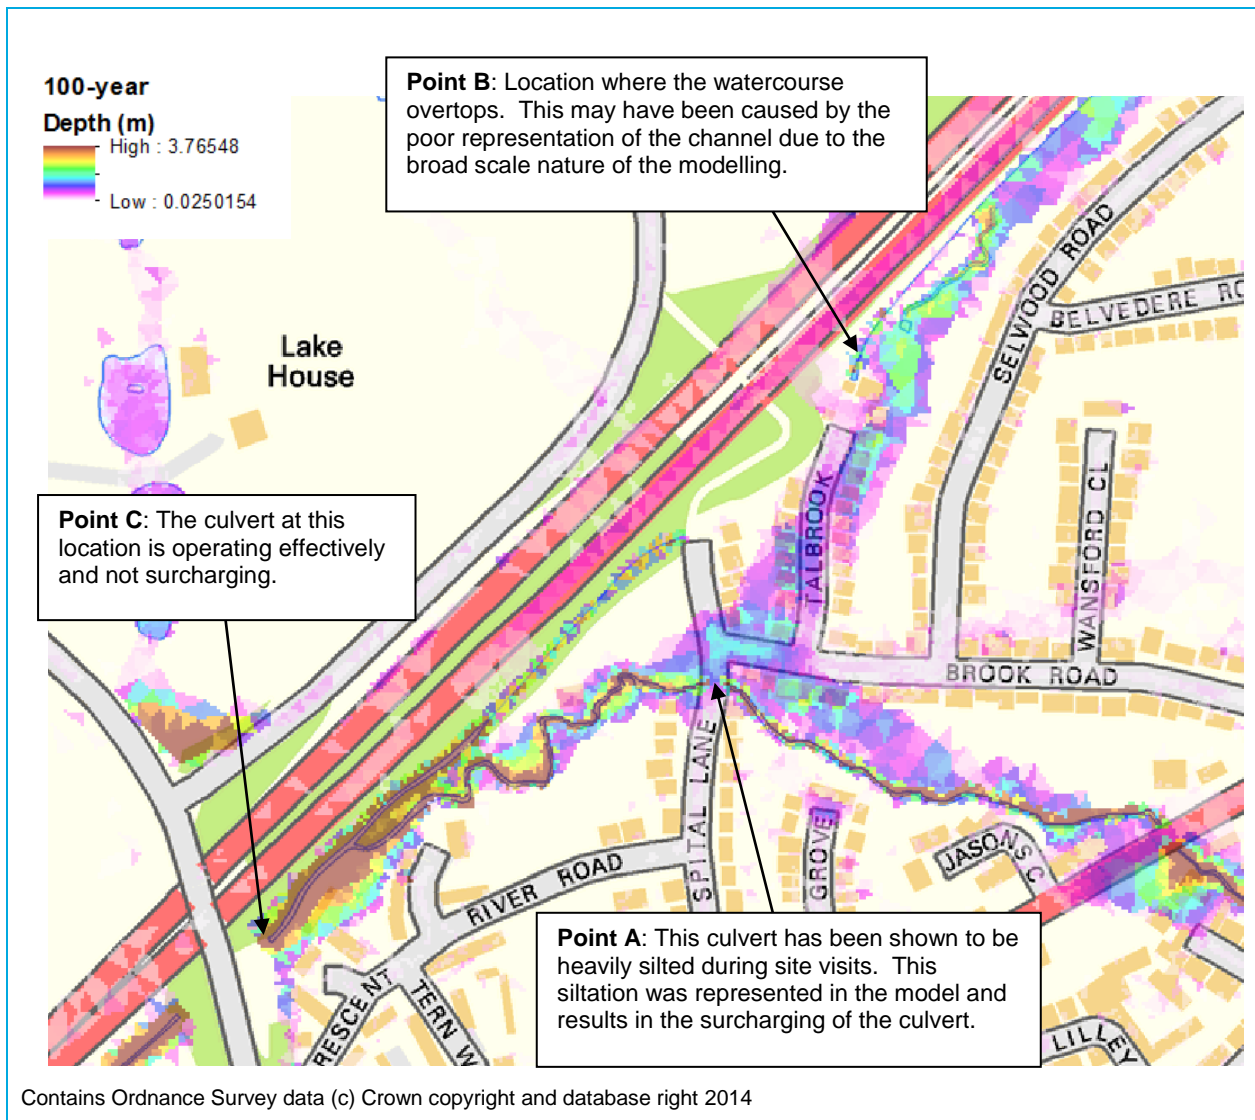 100-year
Depth (m)
High : 3.76548
Low : 0.0250154
Point B: Location where the watercourse
overtops. This may have been caused by the
poor representation of the channel due to the
broad scale nature of the modelling.
Lake
House
SELWOOD ROAD
BELVEDERE RO
Point C: The culvert at this
location is operating effectively
and not surcharging.
TALBROOK
WANSFORD CL
BROOK ROAD
SPITAL LANE
GROVE
JASONS C
RIVER ROAD
RESCENT
TERN W
Point A: This culvert has been shown to be
heavily silted during site visits. This
siltation was represented in the model and
results in the surcharging of the culvert.
LILLEY
Contains Ordnance Survey data (c) Crown copyright and database right 2014